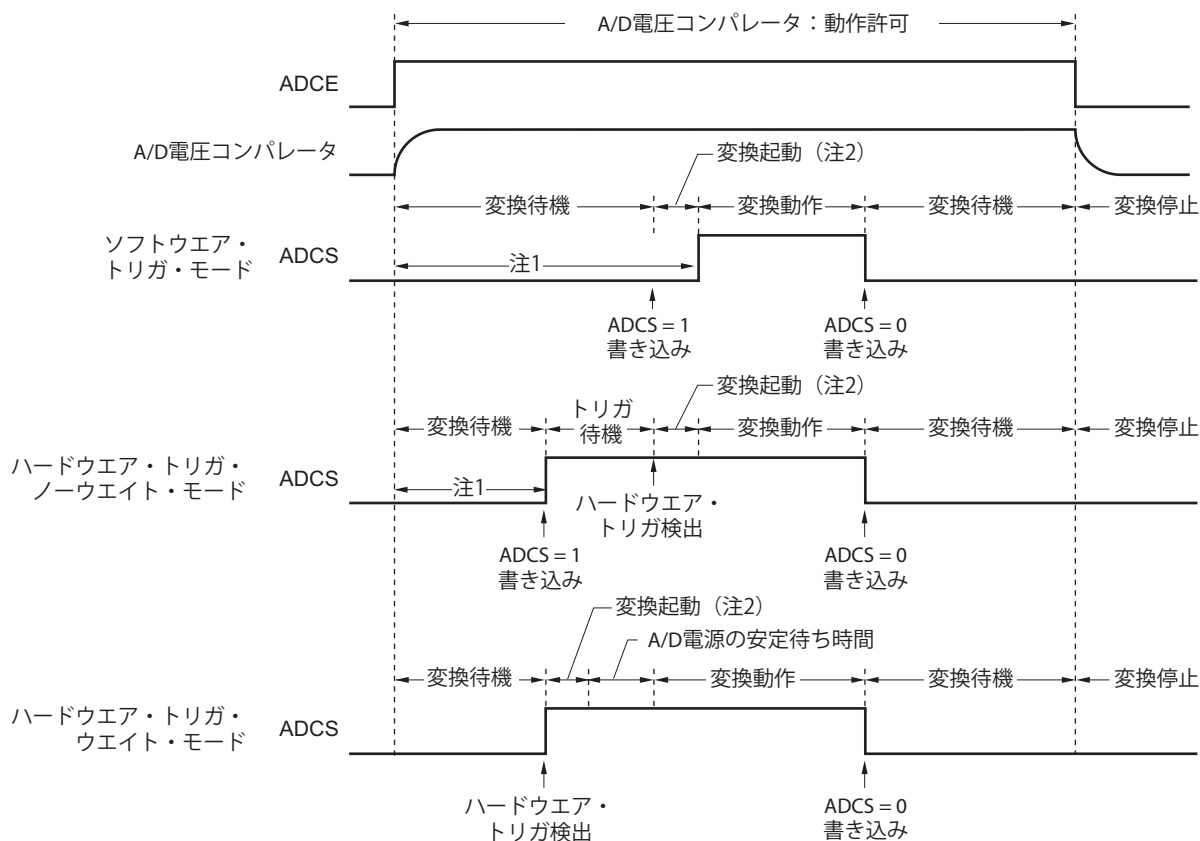 A/D電圧コンパレータ：動作許可
ADCE
A/D電圧コンパレータ
変換起動（注2）
変換待機
変換動作
変換待機
変換停止
ソフトウエア・
トリガ・モード
ADCS
注1
ADCS = 1
書き込み
ADCS = 0
書き込み
変換起動（注2）
変換待機
トリガ
待機
変換動作
変換待機
変換停止
ハードウエア・トリガ・
ノーウエイト・モード
ADCS
注1
ハードウエア・
トリガ検出
ADCS = 1
書き込み
ADCS = 0
書き込み
変換起動（注2）
A/D電源の安定待ち時間
変換待機
変換動作
変換待機
変換停止
ハードウエア・トリガ・
ウエイト・モード
ADCS
ハードウエア・
トリガ検出
ADCS = 0
書き込み